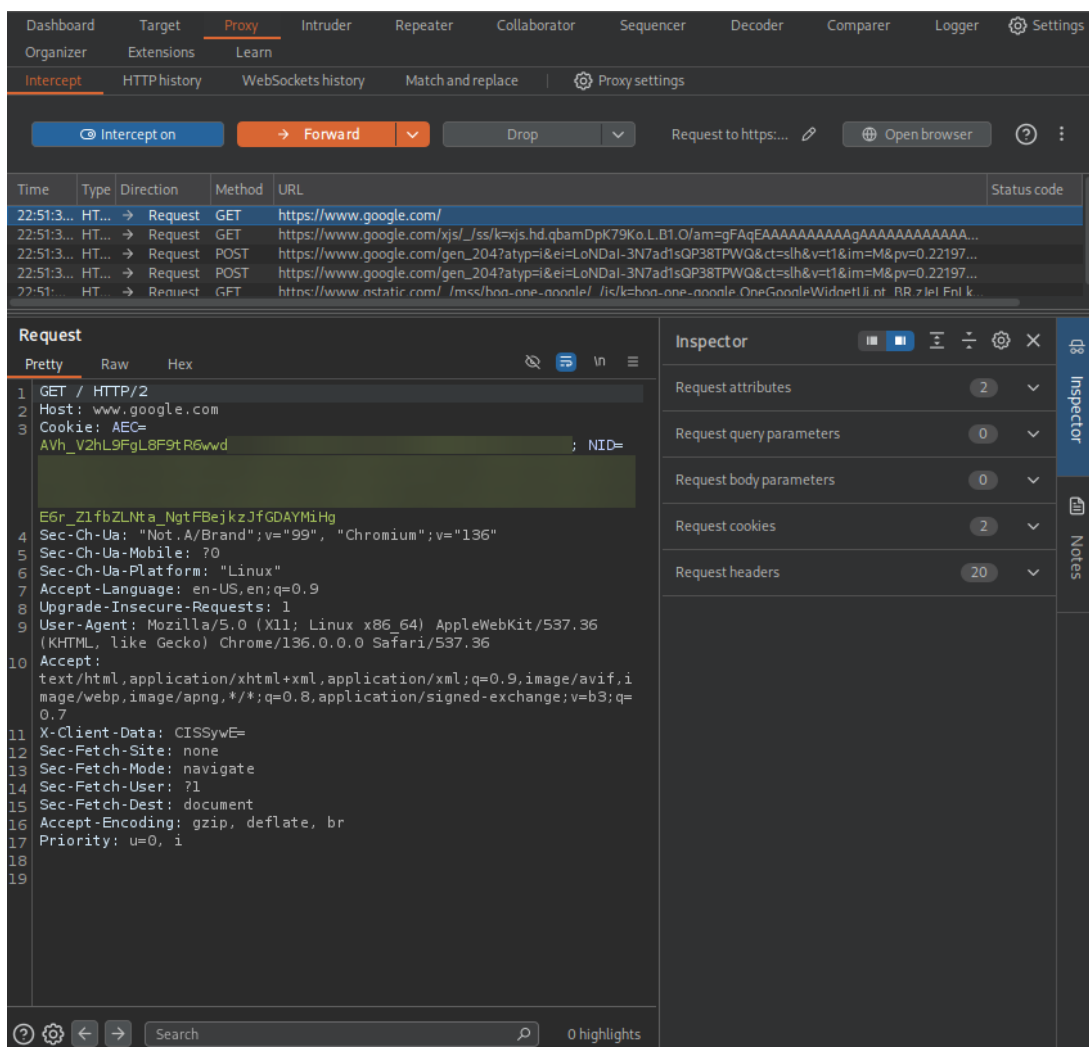 Dashboard Target Proxy Intruder Repeater Collaborator Sequencer Decoder Comparer Logger Settings
Organizer Extensions Learn
Intercept HTTP history WebSockets history Match and replace Proxy settings
Intercept on Forward Drop Request to https:... Open browser
Time Type Direction Method URL Status code
22:51:3... HT... → Request GET https://www.google.com/
22:51:3... HT... → Request GET https://www.google.com/xjs/_/ss/k=xjs.hd.qbamDpK79Ko.L.B1.O/am=gFAqEAAAAAAAAAAgAAAAAAAAAAAA...
22:51:3... HT... → Request POST https://www.google.com/gen_204?atyp=i&ei=LoNDaI-3N7ad1sQP38TPWQ&ct=slh&v=t1&im=M&pv=0.22197...
22:51:3... HT... → Request POST https://www.google.com/gen_204?atyp=i&ei=LoNDaI-3N7ad1sQP38TPWQ&ct=slh&v=t1&im=M&pv=0.22197...
22:51:... HT... → Request GET
Request
Pretty Raw Hex \n
1 GET / HTTP/2
2 Host: www.google.com
3 Cookie: AEC=
AVh_V2hL9FgL8F9tR6wwd ; NID=
E6r_Z1fbZLNta_NgtFBejkzJfGDAYMiHg
4 Sec-Ch-Ua: "Not.A/Brand";v="99", "Chromium";v="136"
5 Sec-Ch-Ua-Mobile: ?0
6 Sec-Ch-Ua-Platform: "Linux"
7 Accept-Language: en-US,en;q=0.9
8 Upgrade-Insecure-Requests: 1
9 User-Agent: Mozilla/5.0 (X11; Linux x86_64) AppleWebKit/537.36
(KHTML, like Gecko) Chrome/136.0.0.0 Safari/537.36
10 Accept:
text/html,application/xhtml+xml,application/xml;q=0.9,image/avif,i
mage/webp,image/apng,*/*;q=0.8,application/signed-exchange;v=b3;q=
0.7
11 X-Client-Data: CISSywE=
12 Sec-Fetch-Site: none
13 Sec-Fetch-Mode: navigate
14 Sec-Fetch-User: ?1
15 Sec-Fetch-Dest: document
16 Accept-Encoding: gzip, deflate, br
17 Priority: u=0, i
18
19
Search 0 highlights
Inspector
Request attributes 2
Request query parameters 0
Request body parameters 0
Request cookies 2
Request headers 20
Inspector
Notes